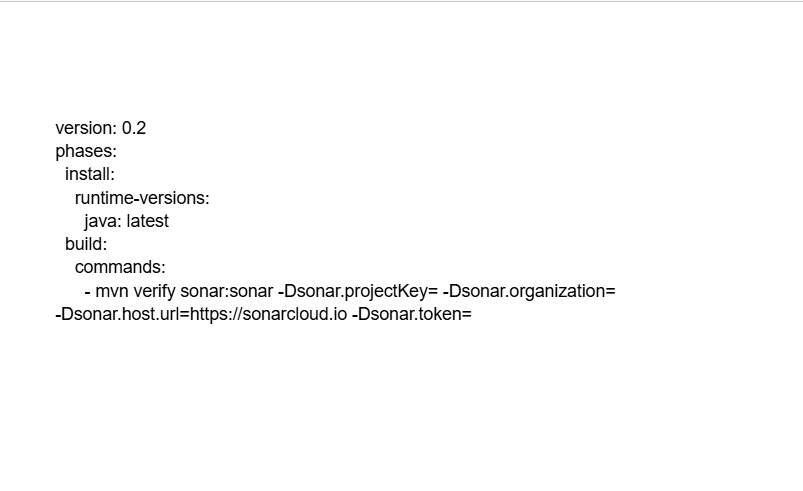 version: 0.2
phases:
  install:
    runtime-versions:
      java: latest
  build:
    commands:
      - mvn verify sonar:sonar -Dsonar.projectKey= -Dsonar.organization=
-Dsonar.host.url=https://sonarcloud.io -Dsonar.token=